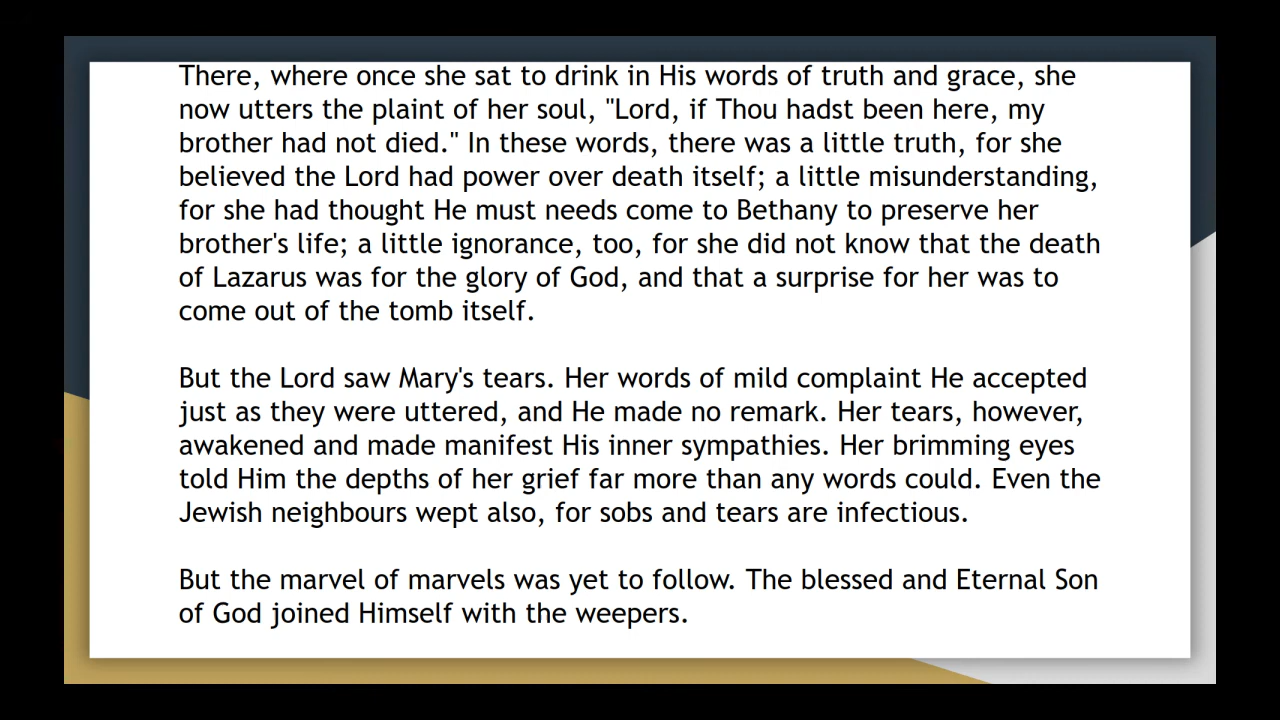 There, where once she sat to drink in His words of truth and grace, she
now utters the plaint of her soul, "Lord, if Thou hadst been here, my
brother had not died." In these words, there was a little truth, for she
believed the Lord had power over death itself; a little misunderstanding,
for she had thought He must needs come to Bethany to preserve her
brother's life; a little ignorance, too, for she did not know that the death
of Lazarus was for the glory of God, and that a surprise for her was to
come out of the tomb itself.
But the Lord saw Mary's tears. Her words of mild complaint He accepted
just as they were uttered, and He made no remark. Her tears, however,
awakened and made manifest His inner sympathies. Her brimming eyes
told Him the depths of her grief far more than any words could. Even the
Jewish neighbours wept also, for sobs and tears are infectious.
But the marvel of marvels was yet to follow. The blessed and Eternal Son
of God joined Himself with the weepers.